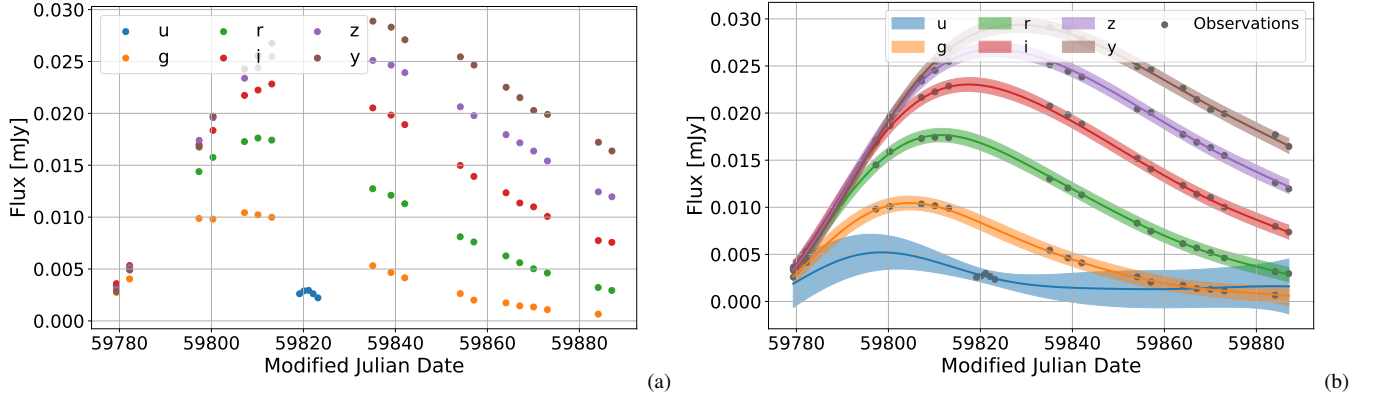 0.030
0.025
0.020
0.015
0.010
0.005
0.000
Flux [mJy]
u r z
g i y
59780 59800 59820 59840 59860 59880
Modified Julian Date
(a)
0.030
0.025
0.020
0.015
0.010
0.005
0.000
Flux [mJy]
u r z Observations
g i y
59780 59800 59820 59840 59860 59880
Modified Julian Date
(b)